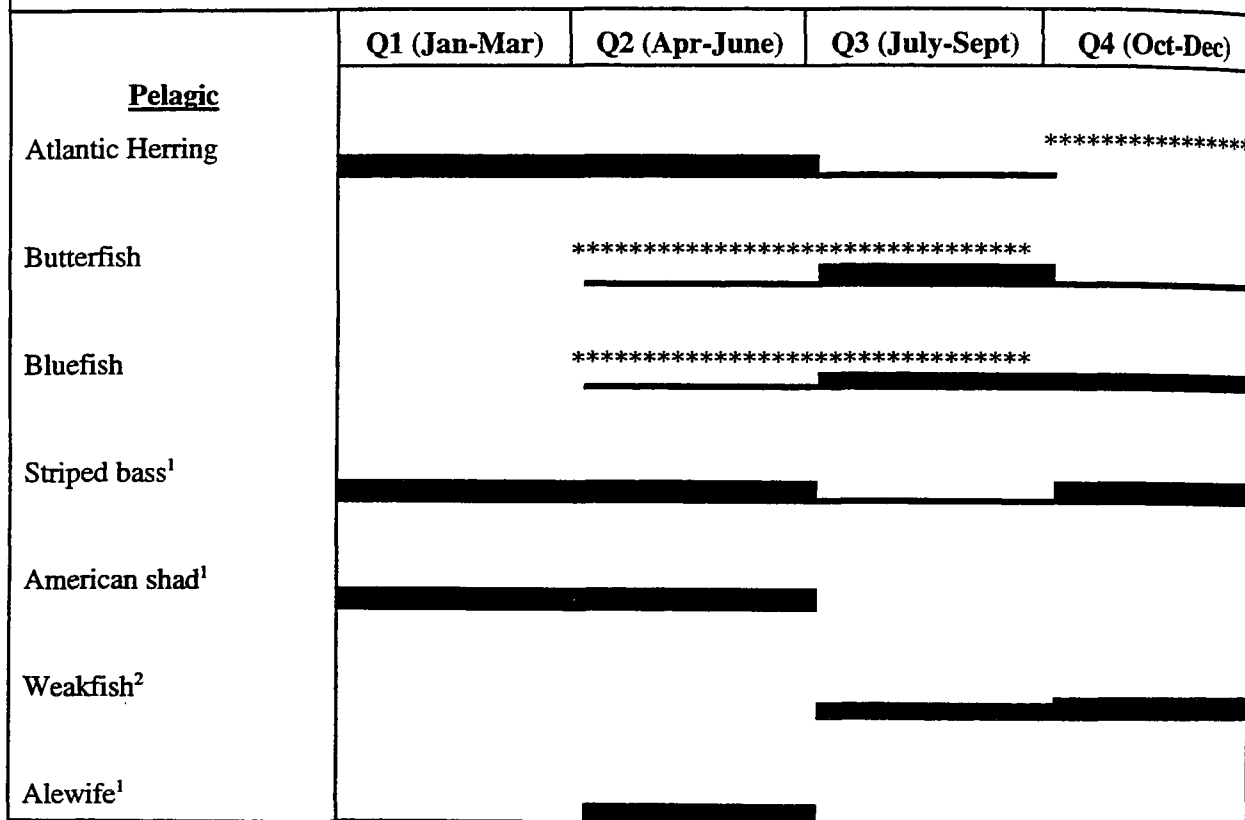 Q1 (Jan-Mar) Q2 (Apr-June) Q3 (July-Sept) Q4 (Oct-Dec)
Pelagic
Atlantic Herring ***************
Butterfish ********************************
Bluefish ********************************
Striped bass¹
American shad¹
Weakfish²
Alewife¹